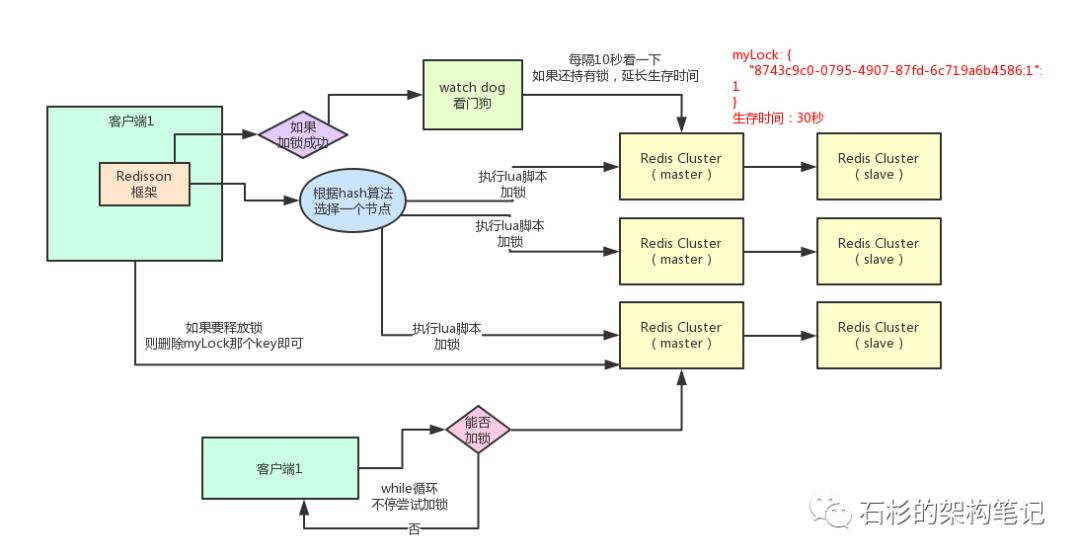 每隔10秒看一下
如果还持有锁，延长生存时间
myLock: {
"8743c9c0-0795-4907-87fd-6c719a6b4586:1":
1
}
生存时间：30秒
watch dog
看门狗
客户端1
如果
加锁成功
Redisson
框架
根据hash算法
选择一个节点
执行lua脚本
加锁
Redis Cluster
（master）
Redis Cluster
（slave）
执行lua脚本
加锁
Redis Cluster
（master）
Redis Cluster
（slave）
如果要释放锁
则删除myLock那个key即可
执行lua脚本
加锁
Redis Cluster
（master）
Redis Cluster
（slave）
能否
加锁
客户端1
while循环
不停尝试加锁
否
石杉的架构笔记